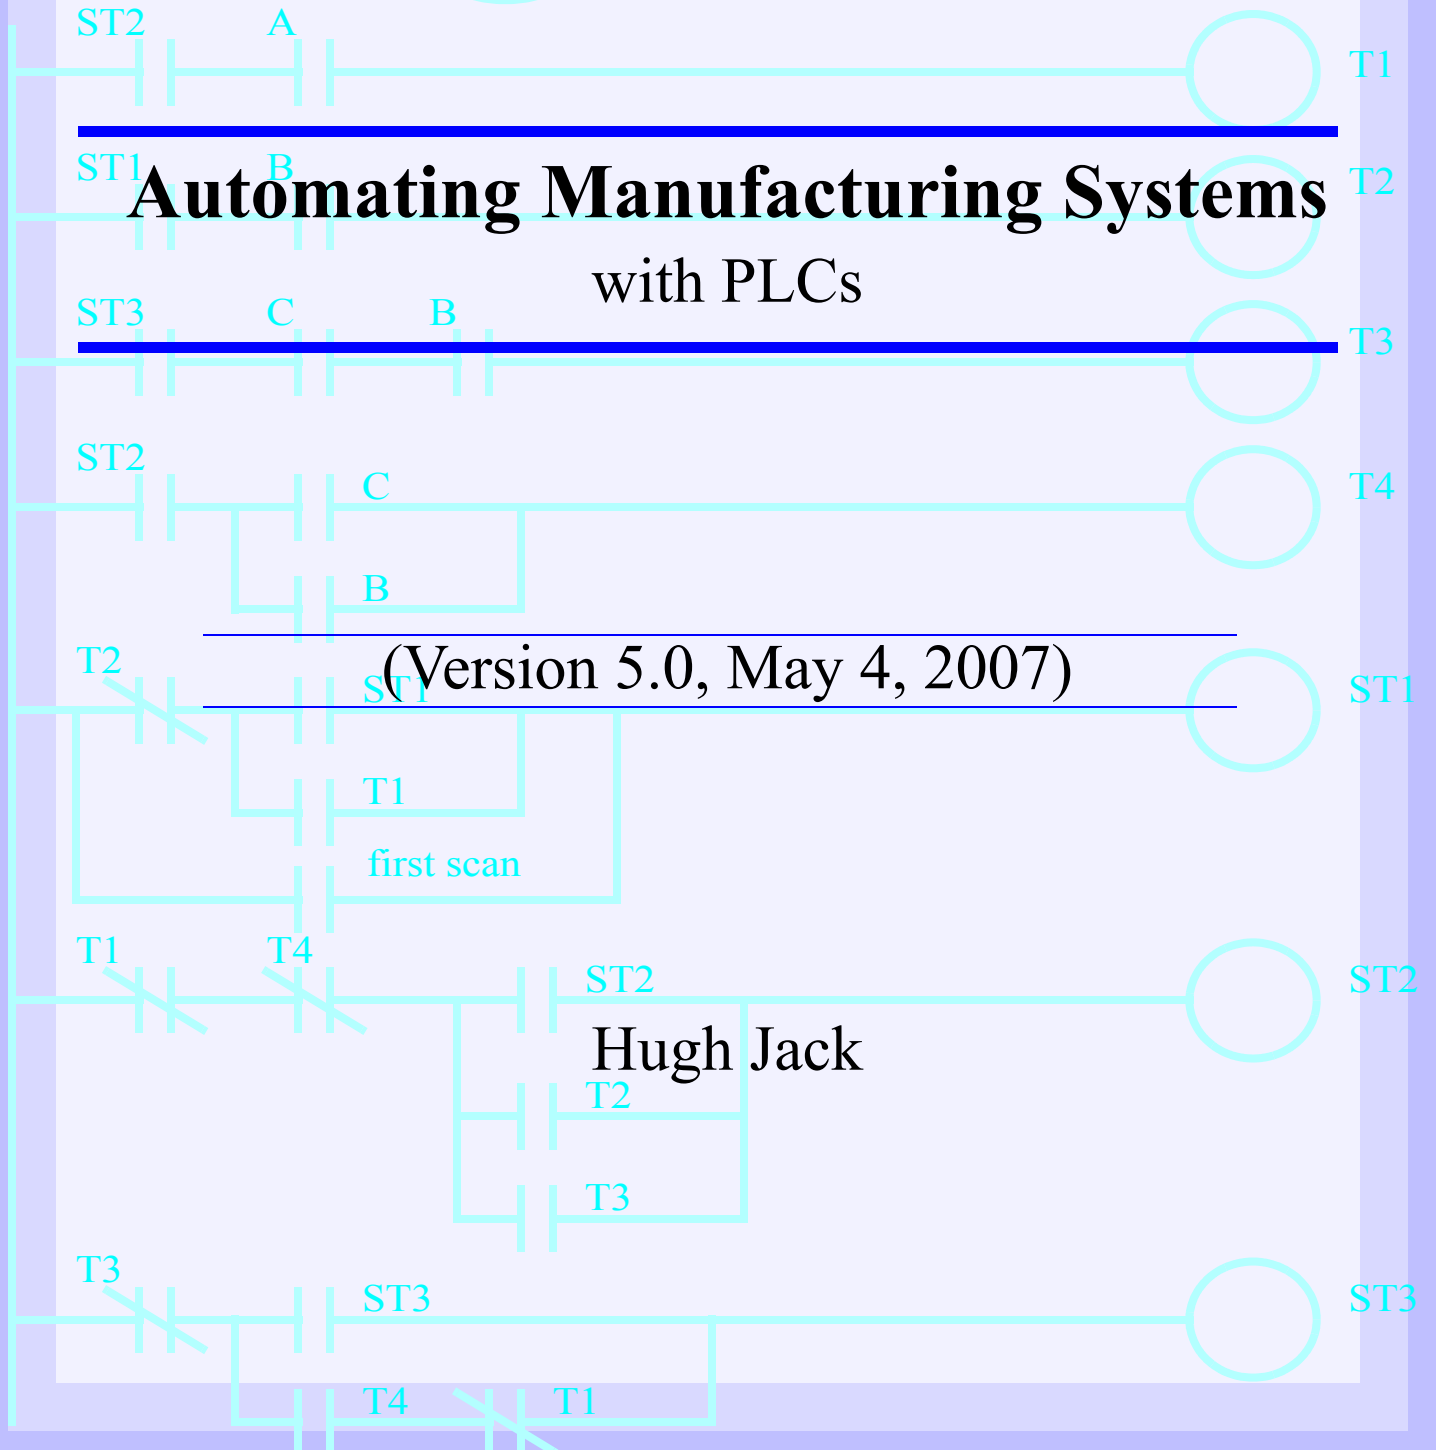 ST2 A
T1
ST1 B
T2
Automating Manufacturing Systems
with PLCs
ST3 C B
T3
ST2
C
T4
B
T2
(Version 5.0, May 4, 2007)
ST1
ST1
T1
first scan
T1 T4
ST2
ST2
Hugh Jack
T2
T3
T3
ST3
ST3
T4 T1